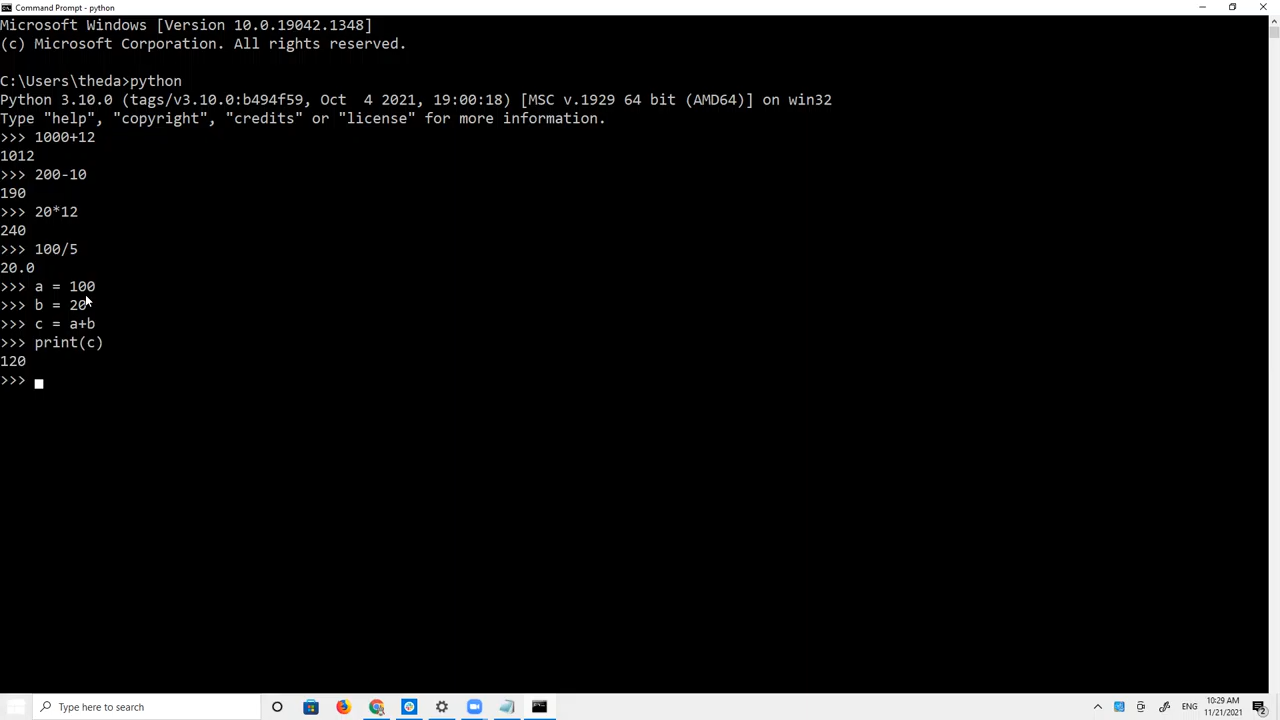 Command Prompt - python
Microsoft Windows [Version 10.0.19042.1348]
(c) Microsoft Corporation. All rights reserved.
C:\Users\theda>python
Python 3.10.0 (tags/v3.10.0:b494f59, Oct  4 2021, 19:00:18) [MSC v.1929 64 bit (AMD64)] on win32
Type "help", "copyright", "credits" or "license" for more information.
>>> 1000+12
1012
>>> 200-10
190
>>> 20*12
240
>>> 100/5
20.0
>>> a = 100
>>> b = 20
>>> c = a+b
>>> print(c)
120
>>>
Type here to search
ENG
10:29 AM
11/21/2021
2